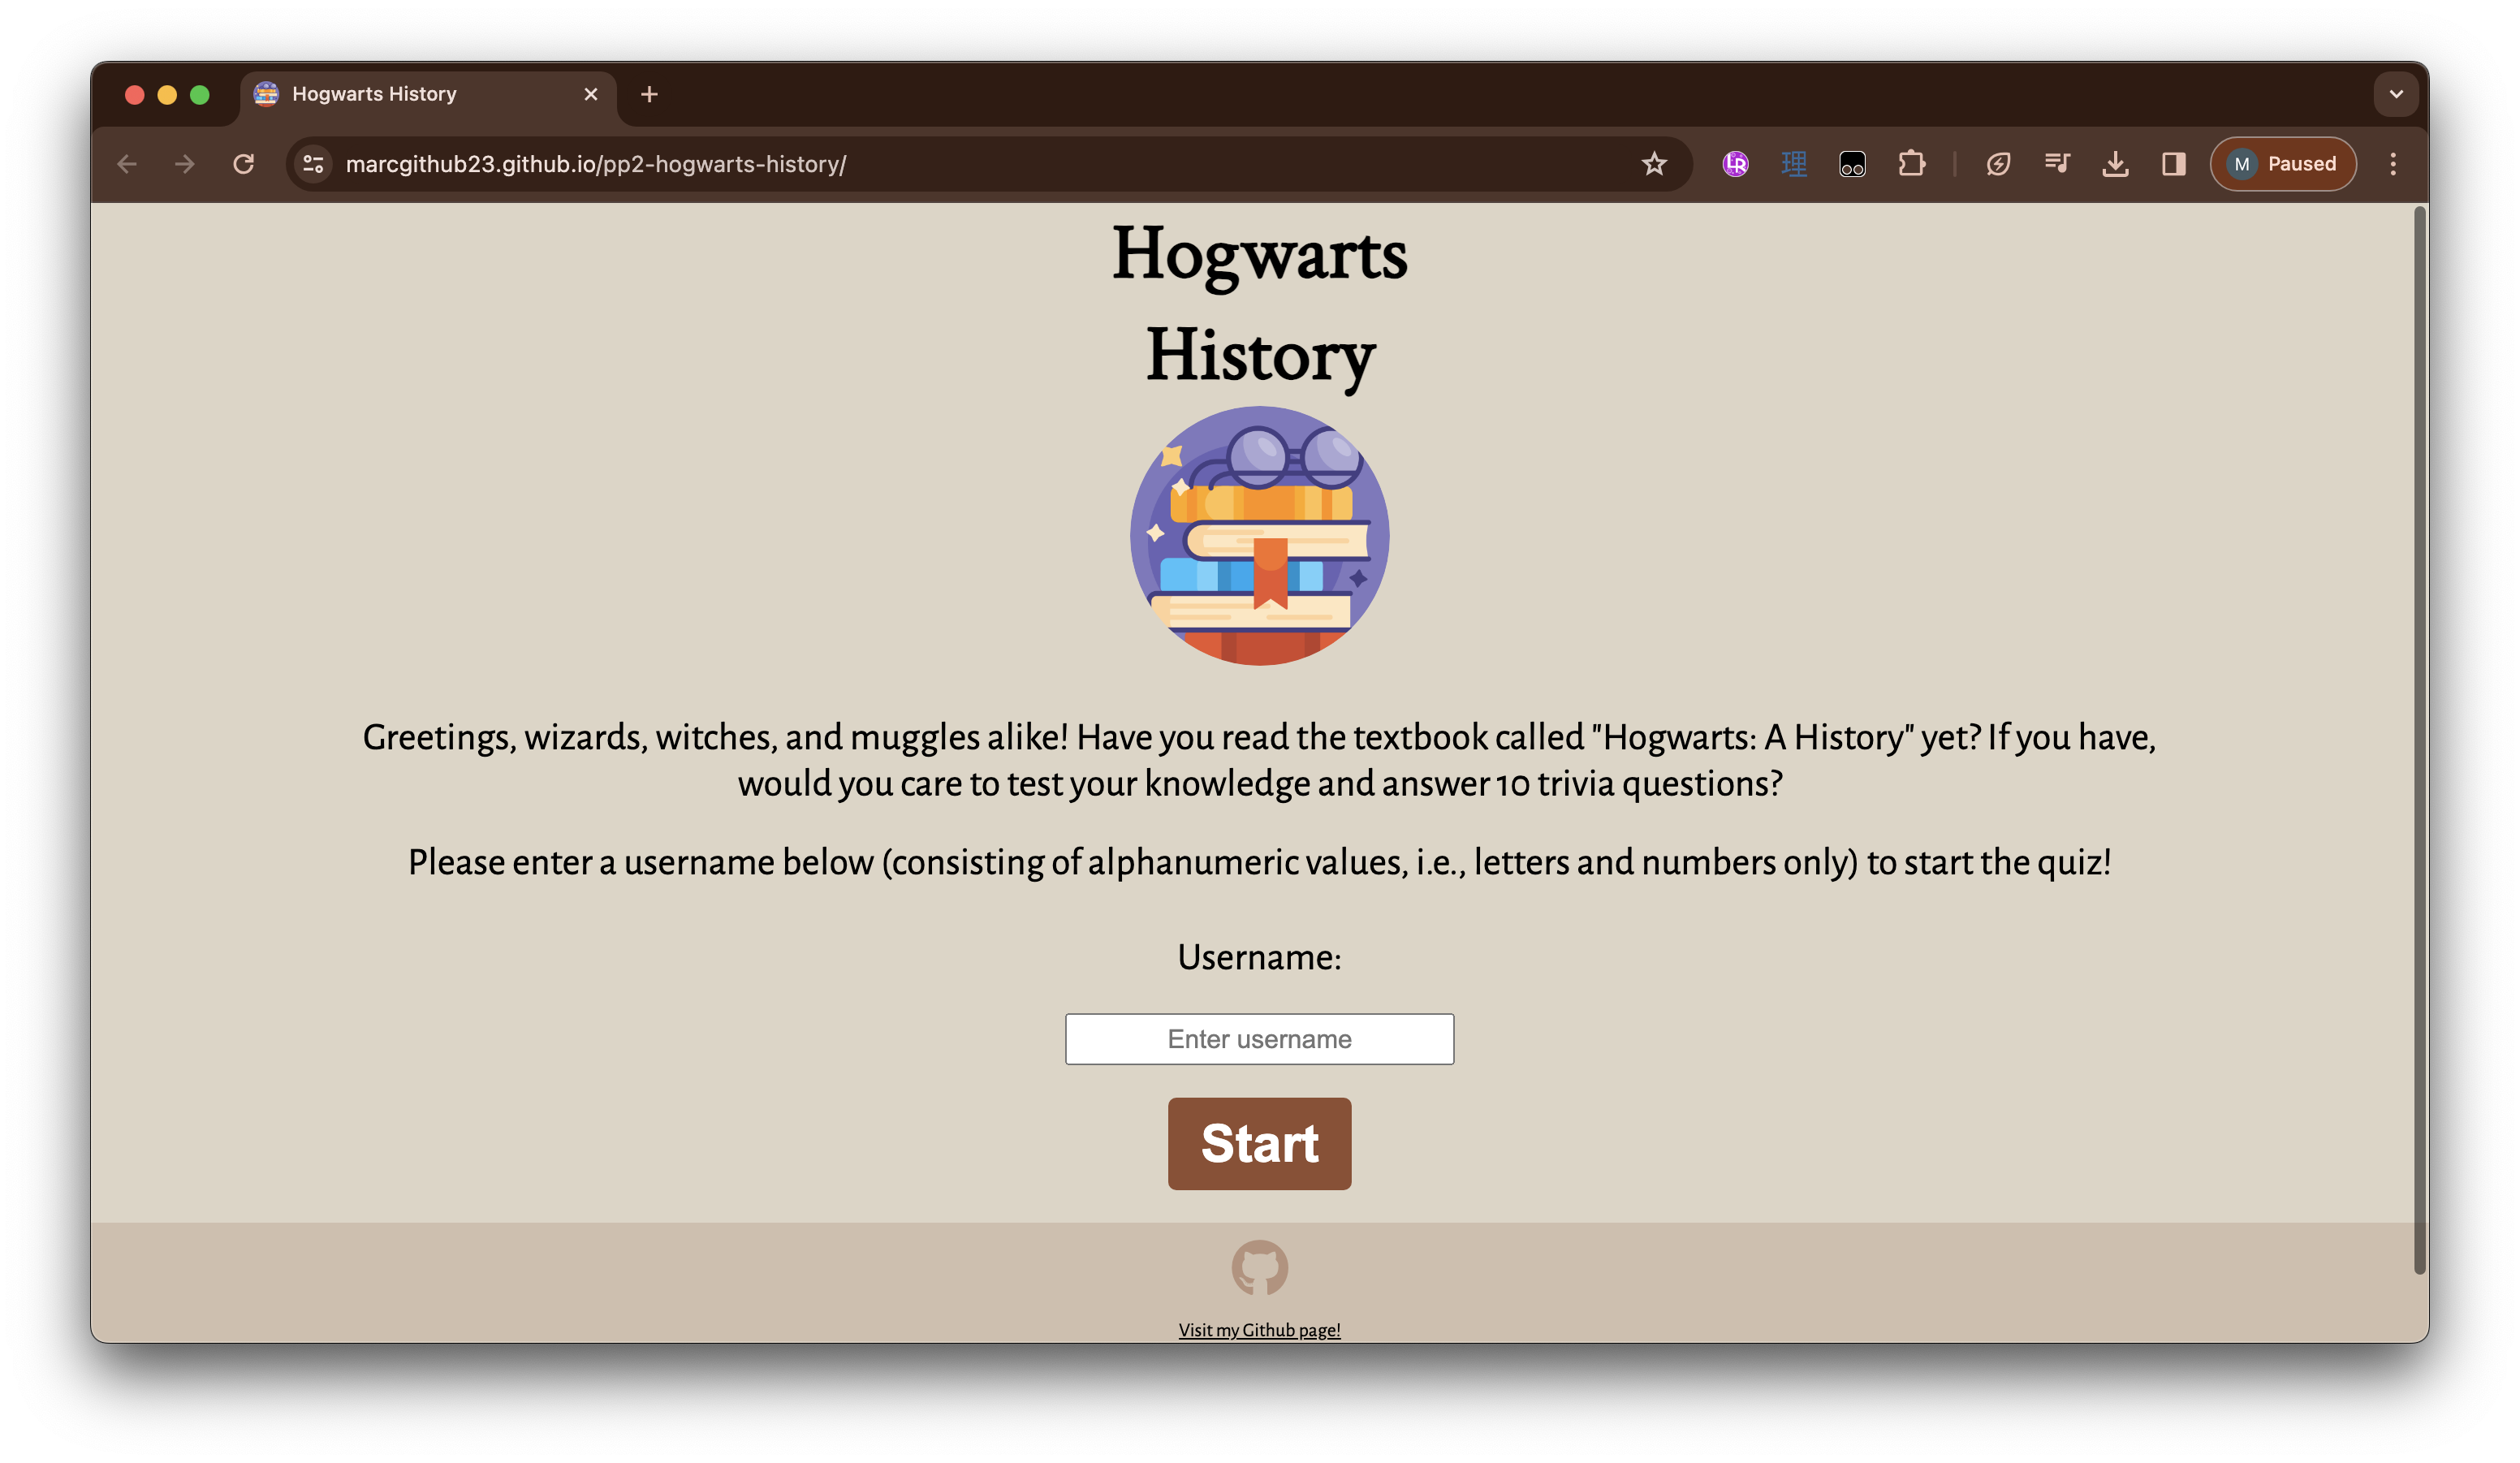 Hogwarts History
marcgithub23.github.io/pp2-hogwarts-history/
理
M Paused
Hogwarts
History
Greetings, wizards, witches, and muggles alike! Have you read the textbook called "Hogwarts: A History" yet? If you have,
would you care to test your knowledge and answer 10 trivia questions?
Please enter a username below (consisting of alphanumeric values, i.e., letters and numbers only) to start the quiz!
Username:
Enter username
Start
Visit my Github page!